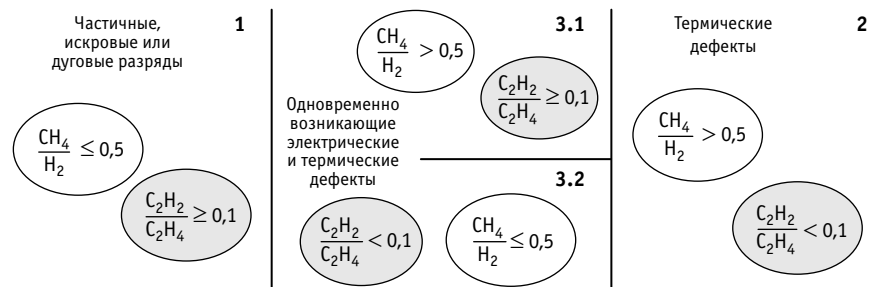 Частичные,
искровые или
дуговые разряды
1
CH₄/H₂ ≤ 0,5
C₂H₂/C₂H₄ ≥ 0,1
3.1
CH₄/H₂ > 0,5
C₂H₂/C₂H₄ ≥ 0,1
Одновременно
возникающие
электрические
и термические
дефекты
3.2
C₂H₂/C₂H₄ < 0,1
CH₄/H₂ ≤ 0,5
Термические
дефекты
2
CH₄/H₂ > 0,5
C₂H₂/C₂H₄ < 0,1